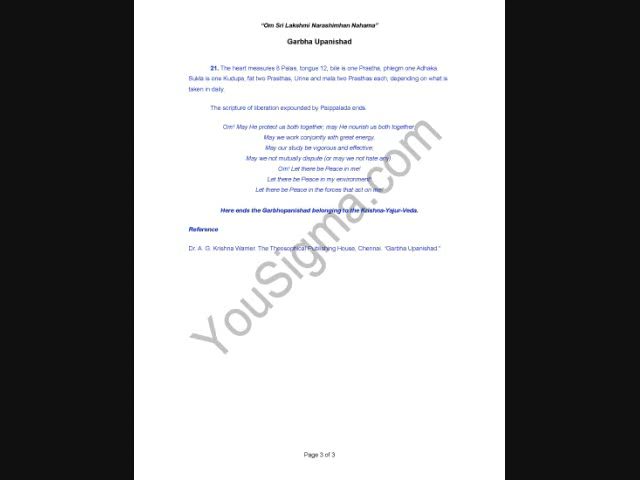 "Om Sri Lakshmi Narashimhan Nahama"
Garbha Upanishad
21. The heart measures 8 Palas, tongue 12, bile is one Prastha, phlegm one Adhaka.
Sukla is one Kudupa, fat two Prasthas, Urine and mala two Prasthas each, depending on what is
taken in daily.
The scripture of liberation expounded by Paippalada ends.
Om! May He protect us both together; may He nourish us both together;
May we work conjointly with great energy,
May our study be vigorous and effective;
May we not mutually dispute (or may we not hate any)
Om! Let there be Peace in me!
Let there be Peace in my environment!
Let there be Peace in the forces that act on me!
Here ends the Garbhopanishad belonging to the Krishna-Yajur-Veda.
Reference
Dr. A. G. Krishna Warrier. The Theosophical Publishing House, Chennai. "Garbha Upanishad."
YouSigma.com
Page 3 of 3